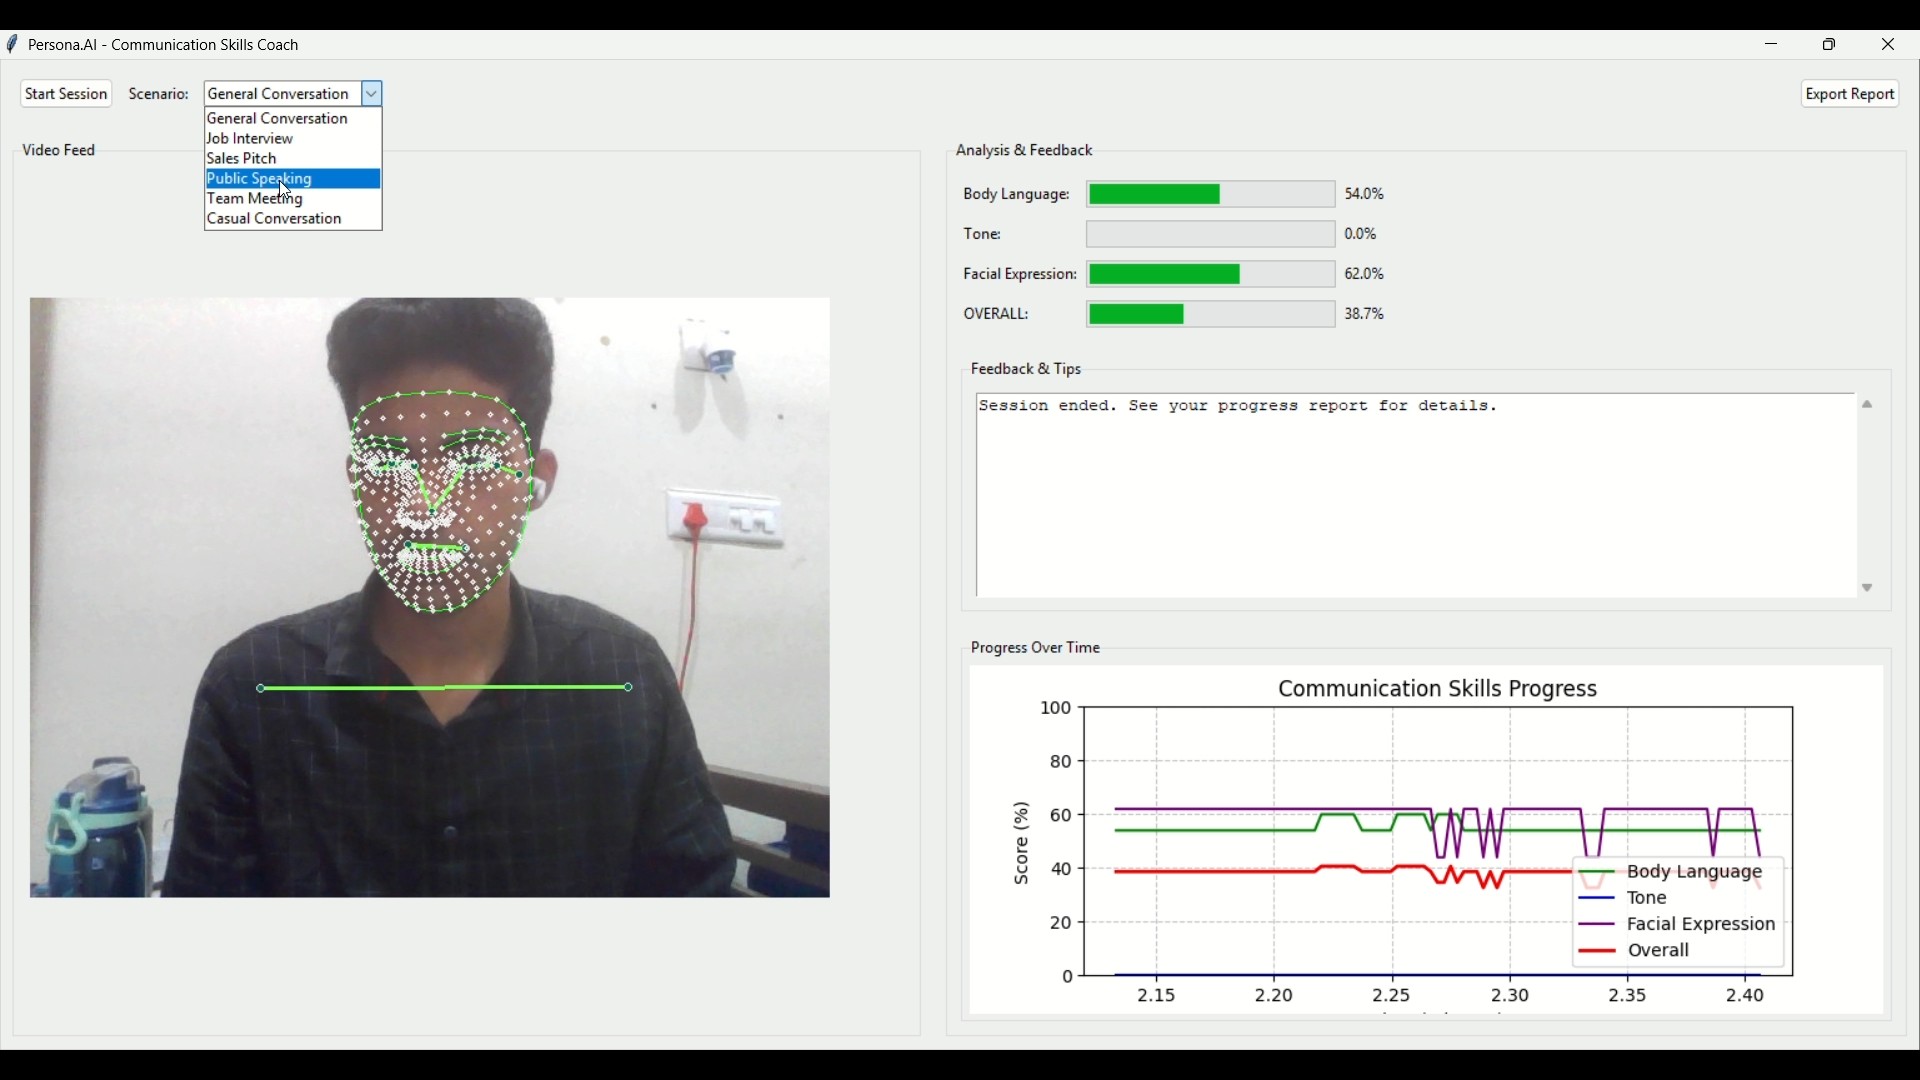 Persona.AI - Communication Skills Coach
Start Session
Scenario:
General Conversation
Export Report
General Conversation
Job Interview
Sales Pitch
Public Speaking
Team Meeting
Casual Conversation
Video Feed
Analysis & Feedback
Body Language:
54.0%
Tone:
0.0%
Facial Expression:
62.0%
OVERALL:
38.7%
Feedback & Tips
Session ended. See your progress report for details.
Progress Over Time
Communication Skills Progress
Score (%)
100
80
60
40
20
0
2.15
2.20
2.25
2.30
2.35
2.40
Body Language
Tone
Facial Expression
Overall